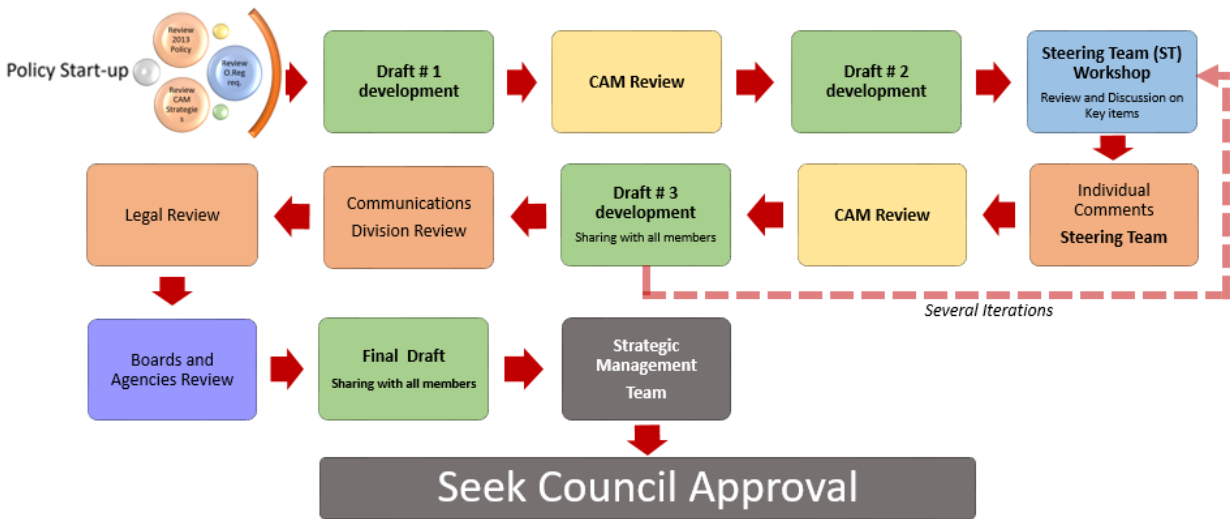 Policy Start-up
Review
2013
Policy
Review
O.Reg
req.
Review
CAM
Strategie
s
Draft # 1
development
CAM Review
Draft # 2
development
Steering Team (ST)
Workshop
Review and Discussion on
Key items
Legal Review
Communications
Division Review
Draft # 3
development
Sharing with all members
CAM Review
Individual
Comments
Steering Team
Several Iterations
Boards and
Agencies Review
Final Draft
Sharing with all members
Strategic
Management
Team
Seek Council Approval